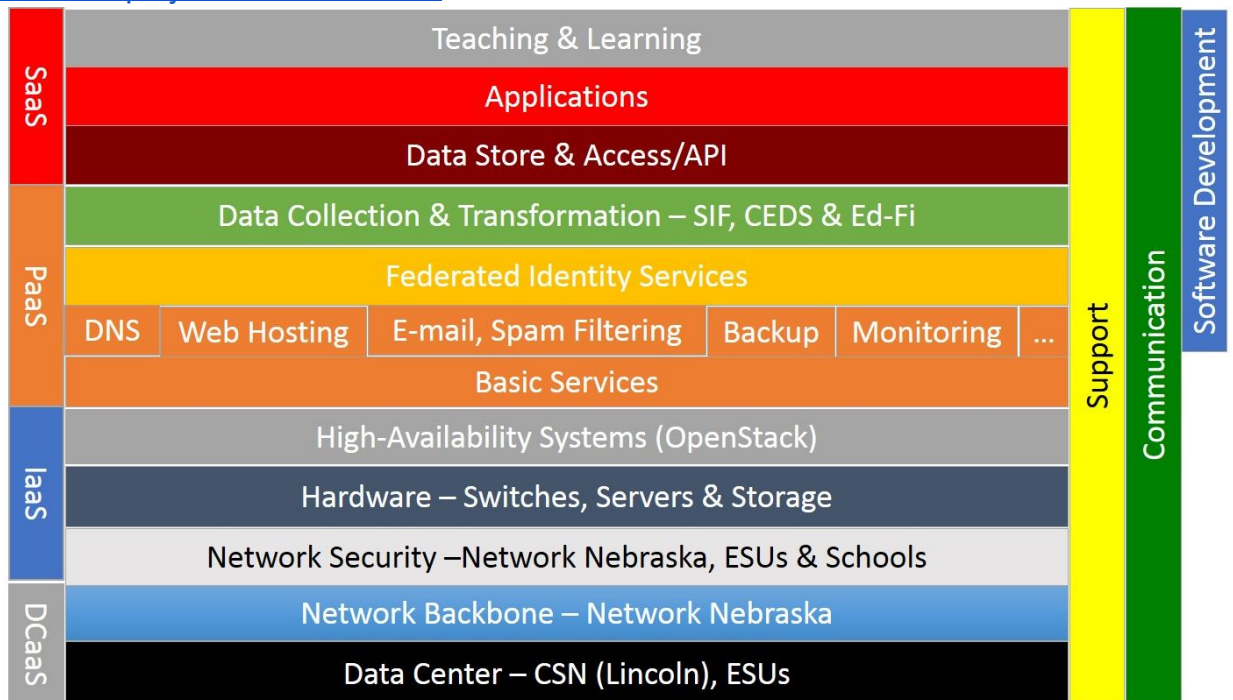 SaaS
Teaching & Learning
Applications
Data Store & Access/API
PaaS
Data Collection & Transformation – SIF, CEDS & Ed-Fi
Federated Identity Services
DNS
Web Hosting
E-mail, Spam Filtering
Backup
Monitoring
...
Basic Services
IaaS
High-Availability Systems (OpenStack)
Hardware – Switches, Servers & Storage
Network Security –Network Nebraska, ESUs & Schools
DCaaS
Network Backbone – Network Nebraska
Data Center – CSN (Lincoln), ESUs
Support
Communication
Software Development